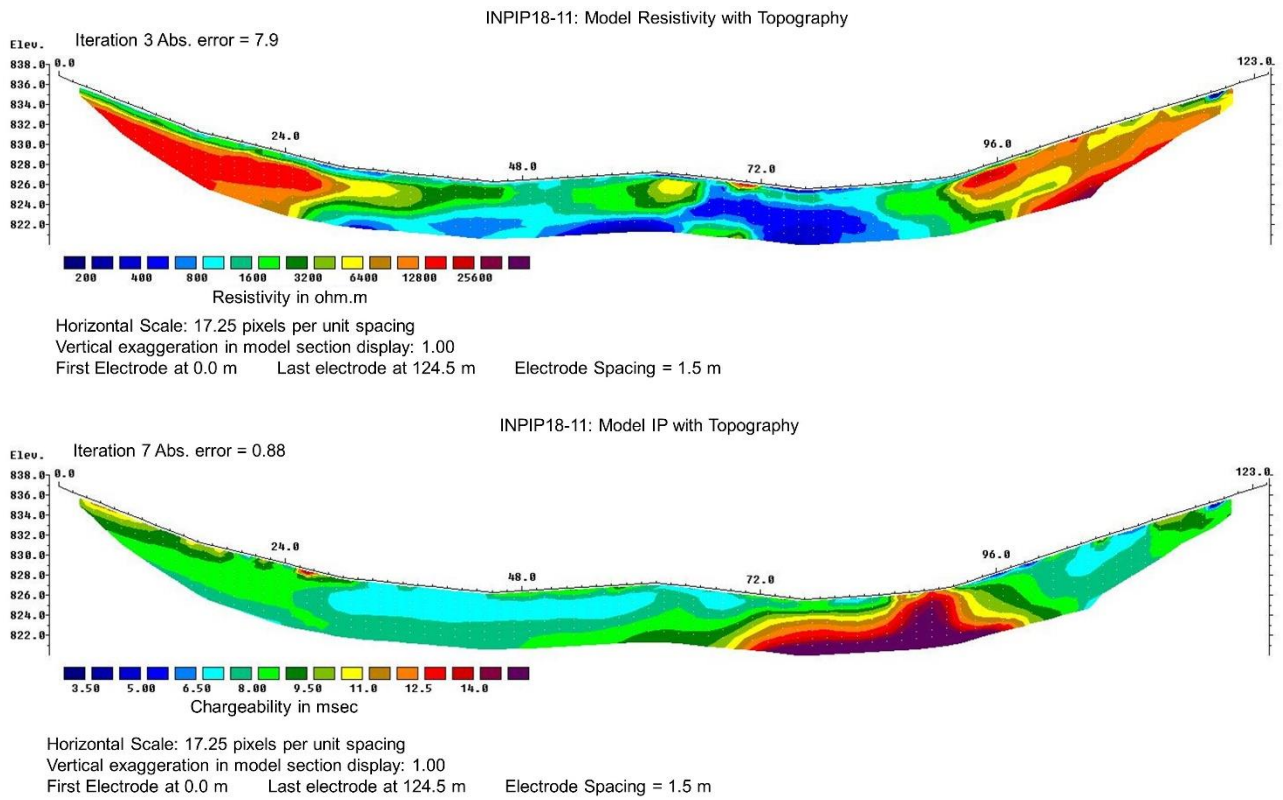 INPIP18-11: Model Resistivity with Topography
Iteration 3 Abs. error = 7.9
Elev.
838.0
0.0
123.0
836.0
834.0
832.0
830.0
24.0
96.0
828.0
48.0
72.0
826.0
824.0
822.0
200 400 800 1600 3200 6400 12800 25600
Resistivity in ohm.m
Horizontal Scale: 17.25 pixels per unit spacing
Vertical exaggeration in model section display: 1.00
First Electrode at 0.0 m Last electrode at 124.5 m Electrode Spacing = 1.5 m
INPIP18-11: Model IP with Topography
Iteration 7 Abs. error = 0.88
Elev.
838.0
0.0
123.0
836.0
834.0
832.0
830.0
24.0
96.0
828.0
48.0
72.0
826.0
824.0
822.0
3.50 5.00 6.50 8.00 9.50 11.0 12.5 14.0
Chargeability in msec
Horizontal Scale: 17.25 pixels per unit spacing
Vertical exaggeration in model section display: 1.00
First Electrode at 0.0 m Last electrode at 124.5 m Electrode Spacing = 1.5 m